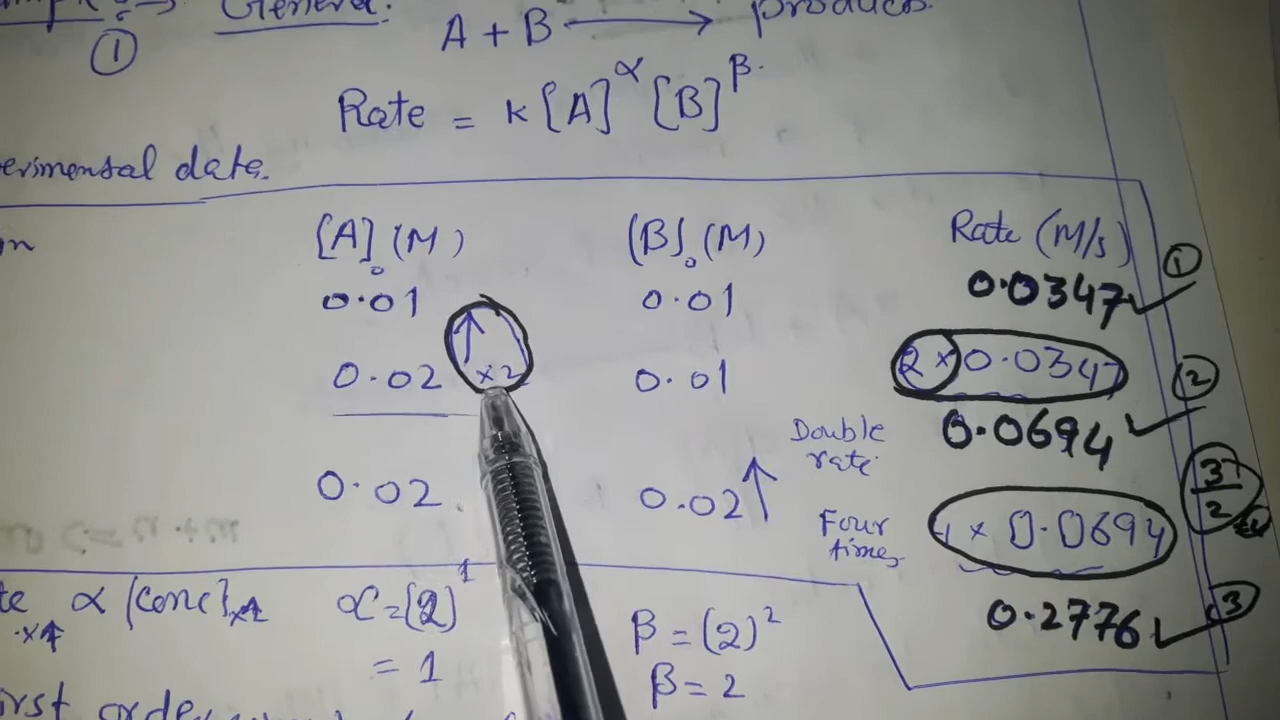 ① General:
A + B ⟶ products.
Rate = K [A]^α [B]^β.
erimental data.
[A]₀ (M) [B]₀ (M) Rate (M/s)
0.01 0.01 0.0347 ①
0.02 ↑ ×2 0.01 2 × 0.0347 ②
0.0694
Double
rate
3/2
0.02 0.02 ↑ Four
times
4 × 0.0694
0.2776 ③
α [conc] α = (2)^1 β = (2)^2
= 1 β = 2